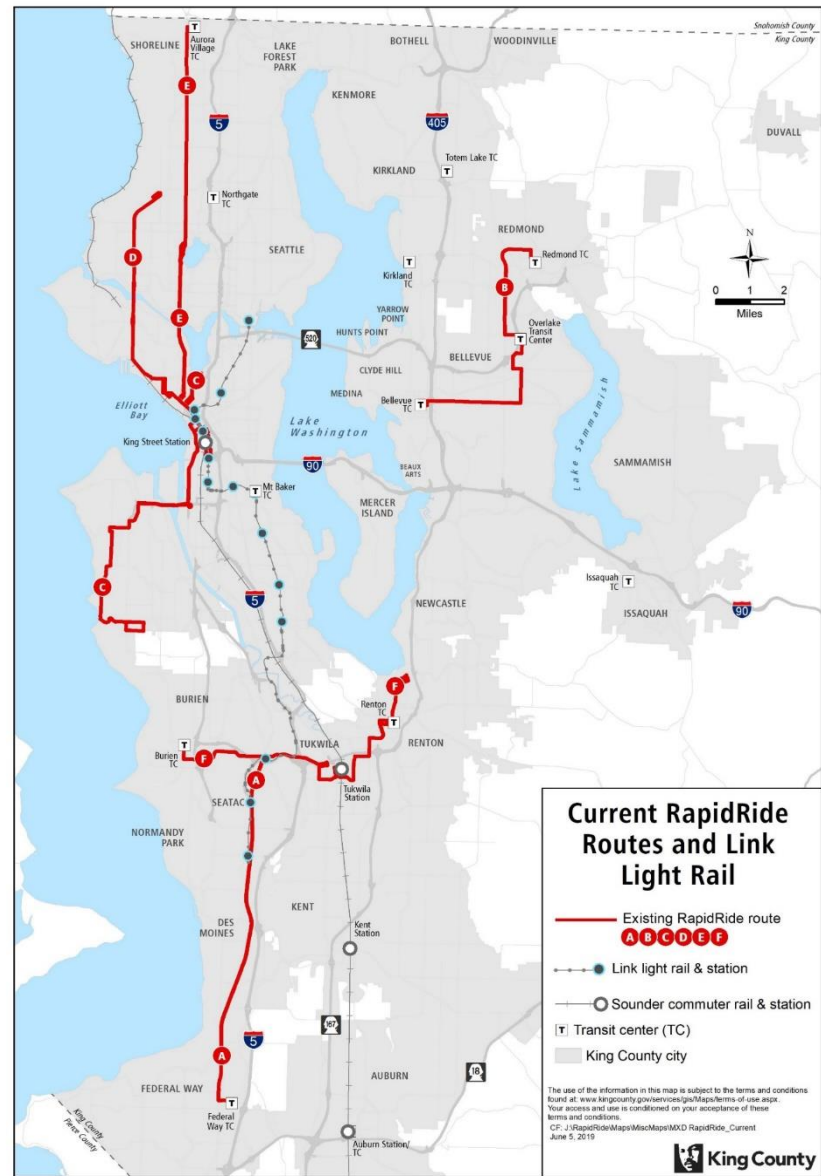 Snohomish County
King County
SHORELINE
Aurora
Village
TC
LAKE
FOREST
PARK
BOTHELL
WOODINVILLE
E
KENMORE
5
405
DUVALL
Totem Lake TC
KIRKLAND
Northgate
TC
REDMOND
D
SEATTLE
Redmond TC
Kirkland
TC
N
B
0 1 2
Miles
E
YARROW
POINT
Overlake
Transit
Center
HUNTS POINT
520
BELLEVUE
C
CLYDE HILL
MEDINA
Bellevue
TC
Elliott
Bay
Lake
Washington
King Street Station
Lake Sammamish
90
BEAUX
ARTS
SAMMAMISH
Mt Baker
TC
MERCER
ISLAND
C
5
NEWCASTLE
Issaquah
TC
ISSAQUAH
90
BURIEN
F
Renton
TC
RENTON
TUKWILA
Burien
TC
F
A
Tukwila
Station
SEATAC
NORMANDY
PARK
KENT
DES
MOINES
Kent
Station
167
5
A
18
AUBURN
FEDERAL WAY
Federal
Way TC
King County
Pierce County
Auburn Station/
TC
Current RapidRide
Routes and Link
Light Rail
Existing RapidRide route
A B C D E F
Link light rail & station
Sounder commuter rail & station
T Transit center (TC)
King County city
The use of the information in this map is subject to the terms and conditions
found at: www.kingcounty.gov/services/gis/Maps/terms-of-use.aspx.
Your access and use is conditioned on your acceptance of these
terms and conditions.
CF: J:\RapidRide\Maps\MiscMaps\MXD RapidRide_Current
June 5, 2019
King County